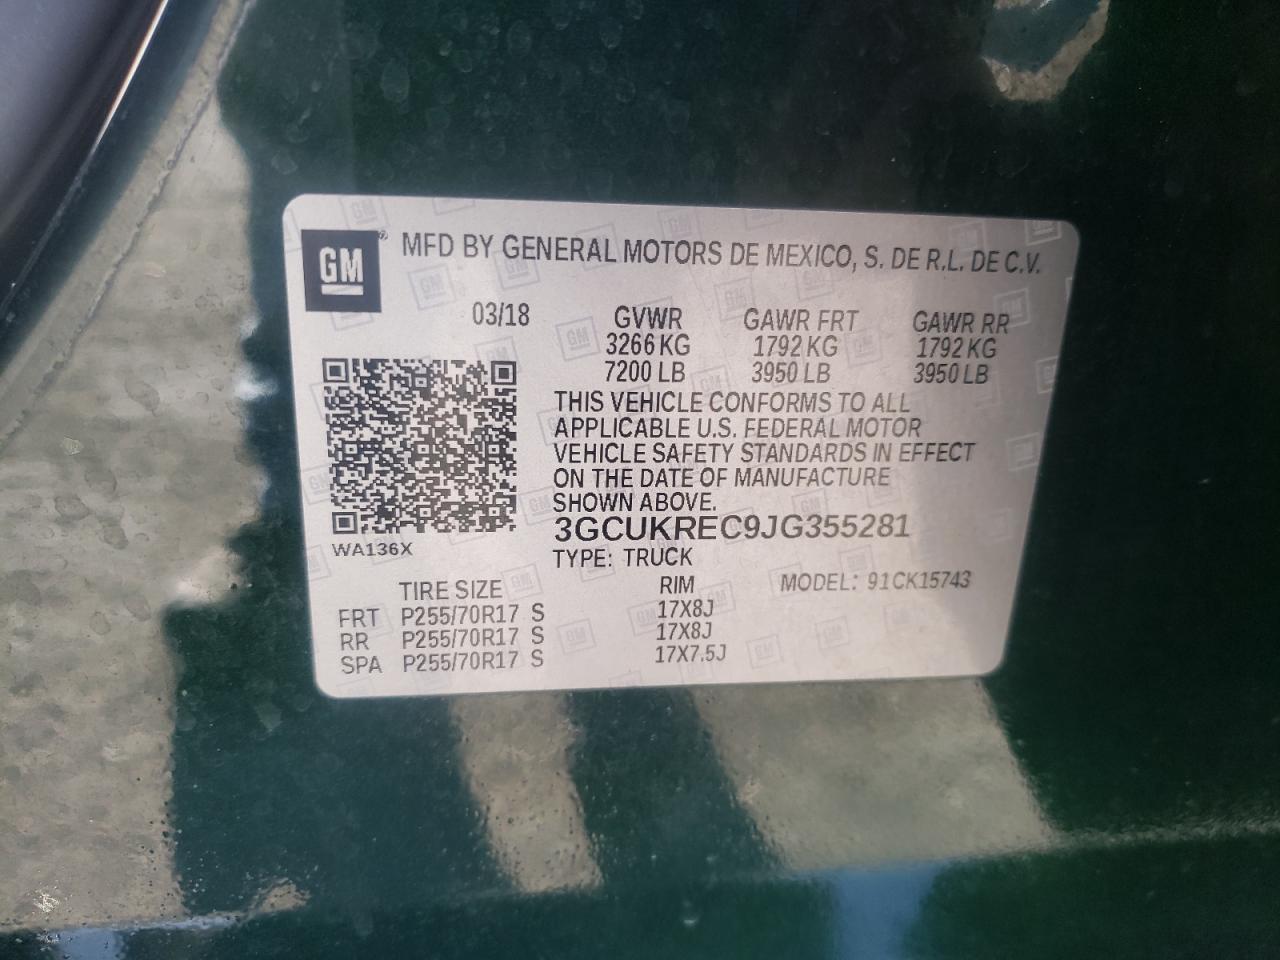 GM® MFD BY GENERAL MOTORS DE MEXICO, S. DE R.L. DE C.V.
03/18 GVWR GAWR FRT GAWR RR
3266 KG 1792 KG 1792 KG
7200 LB 3950 LB 3950 LB
THIS VEHICLE CONFORMS TO ALL
APPLICABLE U.S. FEDERAL MOTOR
VEHICLE SAFETY STANDARDS IN EFFECT
ON THE DATE OF MANUFACTURE
SHOWN ABOVE.
3GCUKREC9JG355281
WA136X
TYPE: TRUCK
TIRE SIZE RIM MODEL: 91CK15743
FRT P255/70R17 S 17X8J
RR P255/70R17 S 17X8J
SPA P255/70R17 S 17X7.5J